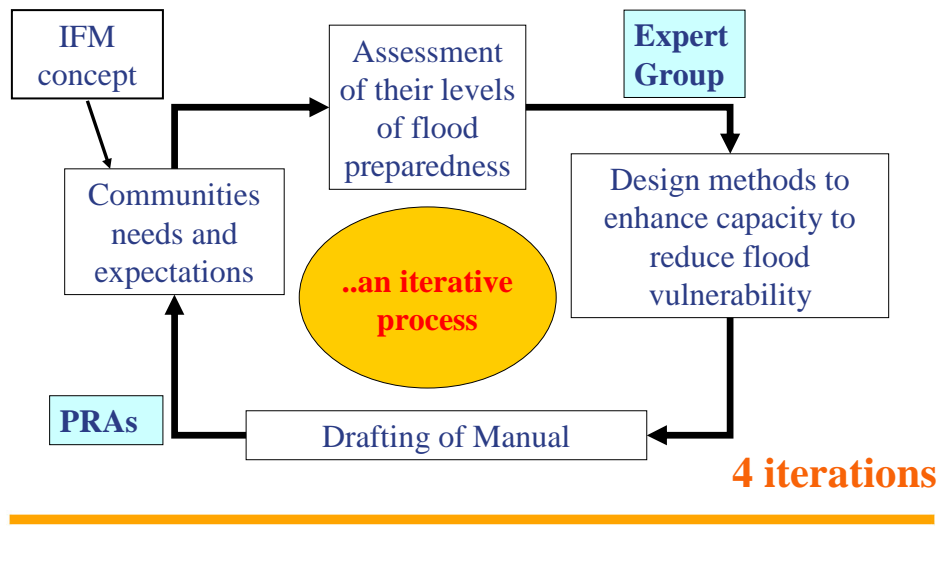 IFM
concept
Assessment
of their levels
of flood
preparedness
Expert
Group
Communities
needs and
expectations
Design methods to
enhance capacity to
reduce flood
vulnerability
..an iterative
process
PRAs
Drafting of Manual
4 iterations